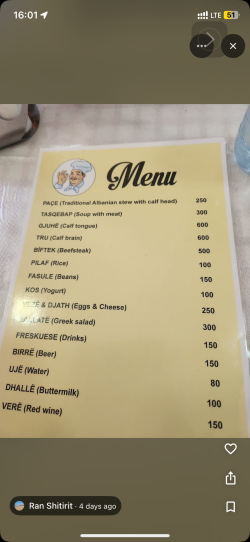 16:01
LTE 51
Menu
PAÇE (Traditional Albanian stew with calf head) 250
TASQEBAP (Soup with meat) 300
GJUHË (Calf tongue) 600
TRU (Calf brain) 600
BİFTEK (Beefsteak) 500
PILAF (Rice) 100
FASULE (Beans) 150
KOS (Yogurt) 100
& DJATH (Eggs & Cheese) 250
(Greek salad) 300
FRESKUESE (Drinks) 150
BIRRË (Beer) 150
UJË (Water) 80
DHALLË (Buttermilk) 100
VERË (Red wine) 150
Ran Shitirit · 4 days ago